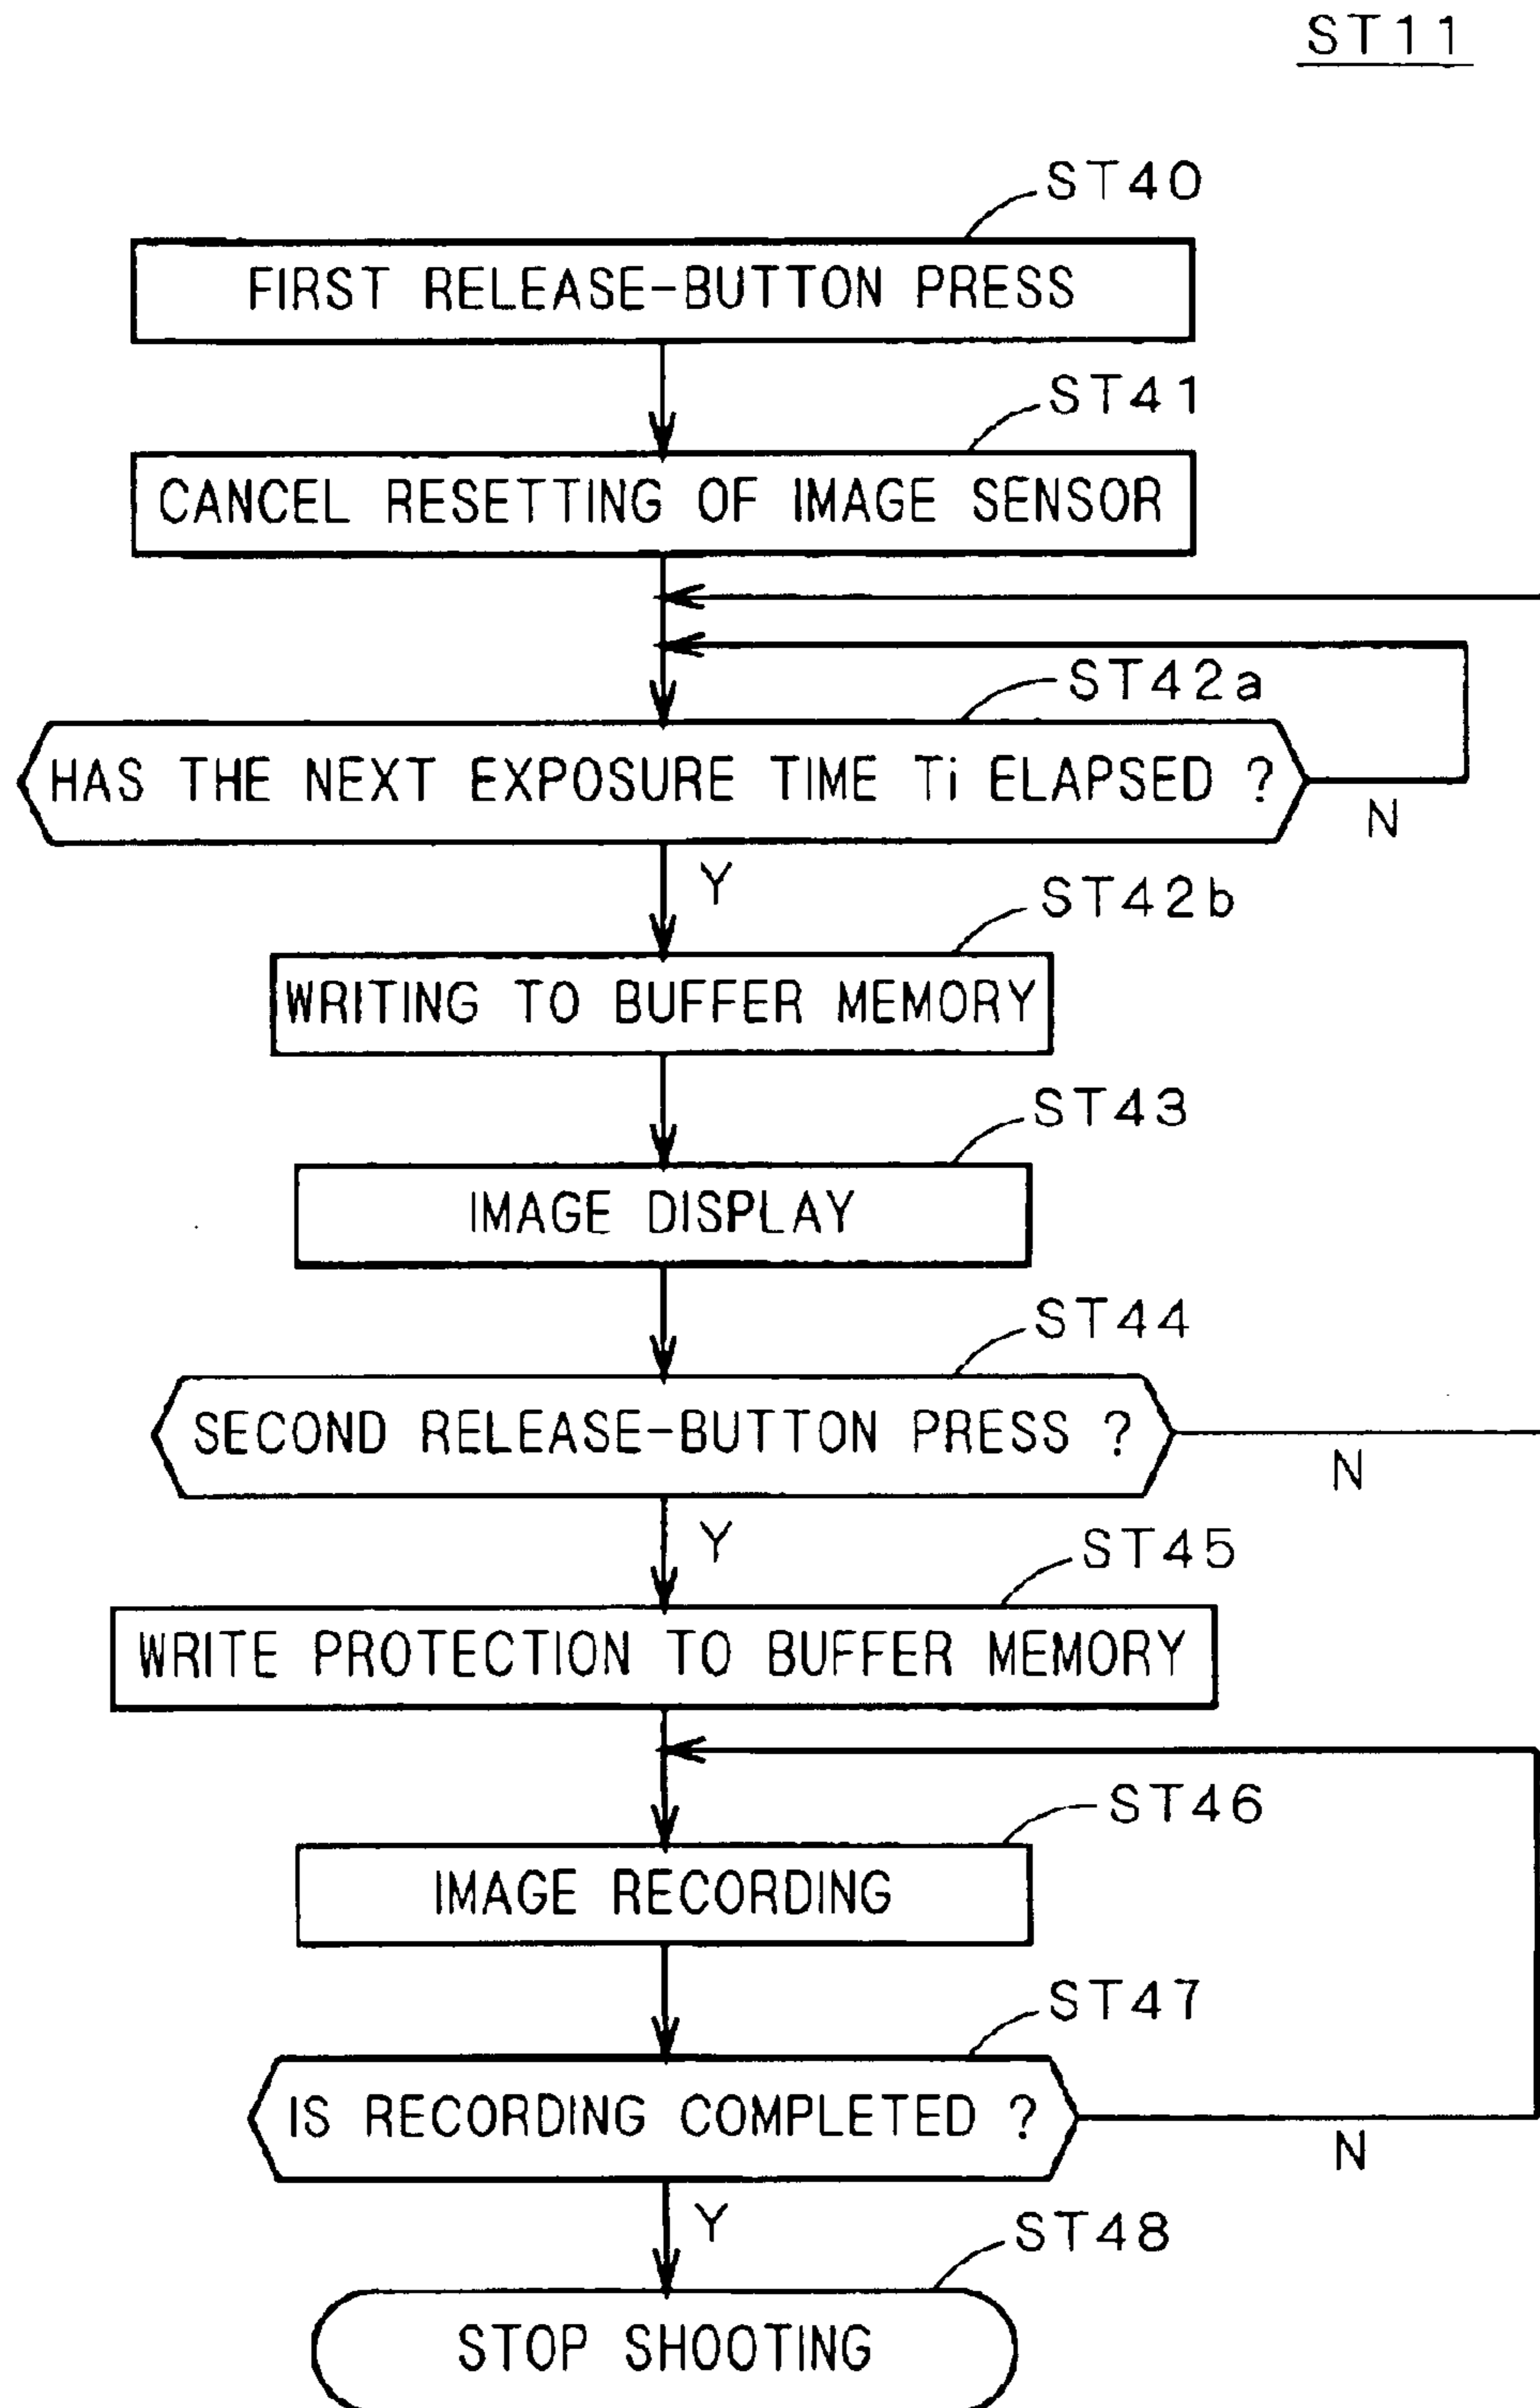 ST11
ST40
FIRST RELEASE-BUTTON PRESS
ST41
CANCEL RESETTING OF IMAGE SENSOR
ST42a
HAS THE NEXT EXPOSURE TIME Ti ELAPSED ?
N
Y
ST42b
WRITING TO BUFFER MEMORY
ST43
IMAGE DISPLAY
ST44
SECOND RELEASE-BUTTON PRESS ?
N
Y
ST45
WRITE PROTECTION TO BUFFER MEMORY
ST46
IMAGE RECORDING
ST47
IS RECORDING COMPLETED ?
N
Y
ST48
STOP SHOOTING